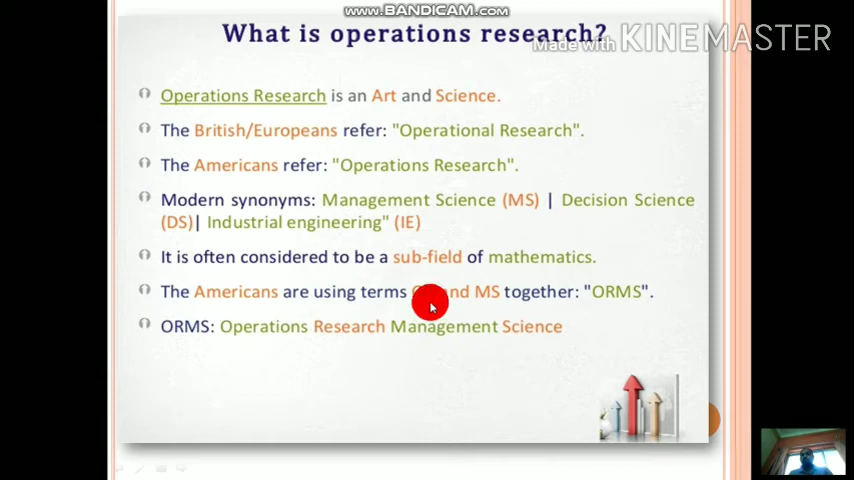 www.BANDICAM.com
What is operations research?
Made with KINEMASTER
Operations Research is an Art and Science.
The British/Europeans refer: "Operational Research".
The Americans refer: "Operations Research".
Modern synonyms: Management Science (MS) | Decision Science
(DS)| Industrial engineering" (IE)
It is often considered to be a sub-field of mathematics.
The Americans are using terms and MS together: "ORMS".
ORMS: Operations Research Management Science